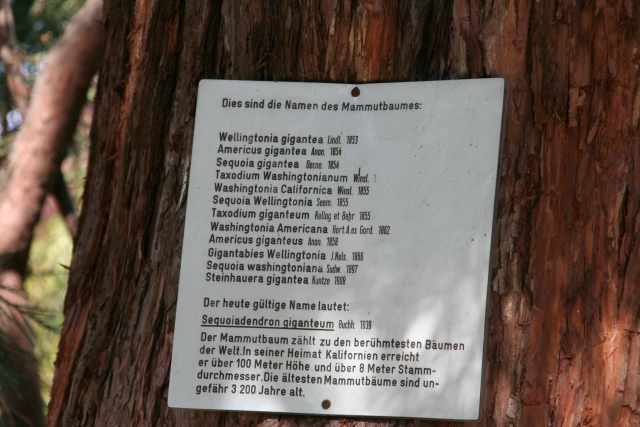 Dies sind die Namen des Mammutbaumes:
Wellingtonia gigantea Lindl. 1853
Americus gigantea Anon. 1854
Sequoia gigantea Decne. 1854
Taxodium Washingtonianum Winsl.
Washingtonia Californica Winsl. 1855
Sequoia Wellingtonia Seem. 1855
Taxodium giganteum Kellog et Behr 1855
Washingtonia Americana Hort.A ex Gord. 1862
Americus giganteus Anon. 1858
Gigantabies Wellingtonia J.Nels. 1866
Sequoia washingtoniana Sudw. 1897
Steinhauera gigantea Kuntze 1908
Der heute gültige Name lautet:
Sequoiadendron giganteum Buchh. 1939
Der Mammutbaum zählt zu den berühmtesten Bäumen
der Welt.In seiner Heimat Kalifornien erreicht
er über 100 Meter Höhe und über 8 Meter Stamm-
durchmesser.Die ältesten Mammutbäume sind un-
gefähr 3 200 Jahre alt.